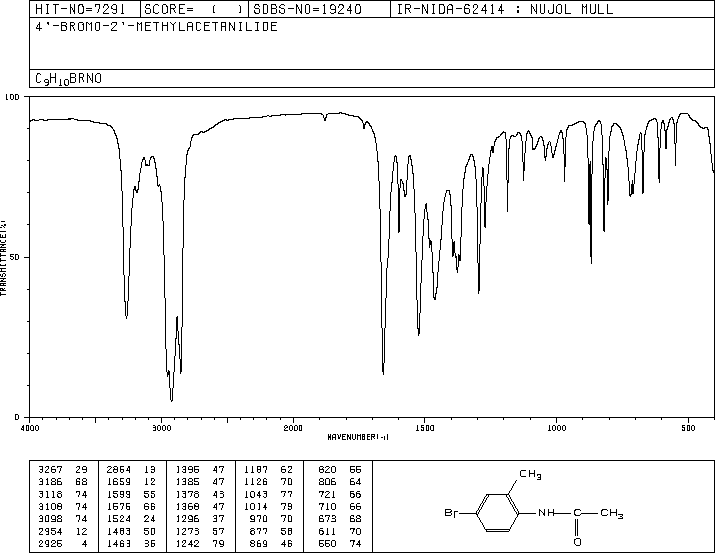 HIT-NO=7291 SCORE= ( ) SDBS-NO=19240 IR-NIDA-62414 : NUJOL MULL
4'-BROMO-2'-METHYLACETANILIDE
C9H10BRNO
100
50
0
TRANSMITTANCE(%)
4000 3000 2000 1500 1000 500
WAVENUMBER(-1)
3267 29 2854 13 1396 47 1187 62 820 55
3186 68 1659 12 1385 47 1126 70 806 64
3118 74 1599 55 1378 43 1043 77 721 66
3108 74 1576 66 1368 47 1014 79 710 66
3098 74 1524 24 1296 37 970 70 673 68
2954 12 1483 50 1273 57 877 58 611 70
2925 4 1463 35 1242 79 869 46 550 74
CH3
Br NH C CH3
O